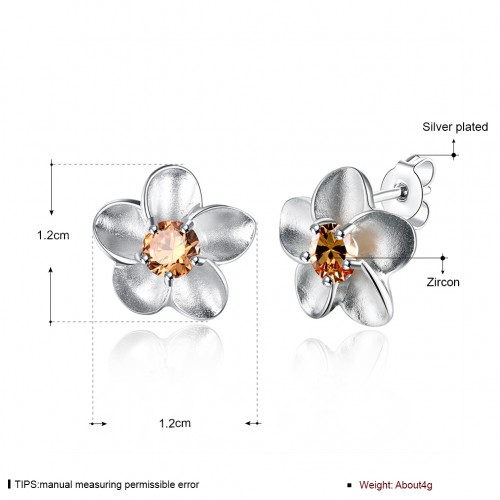 Silver plated
1.2cm
Zircon
1.2cm
TIPS:manual measuring permissible error
Weight: About4g